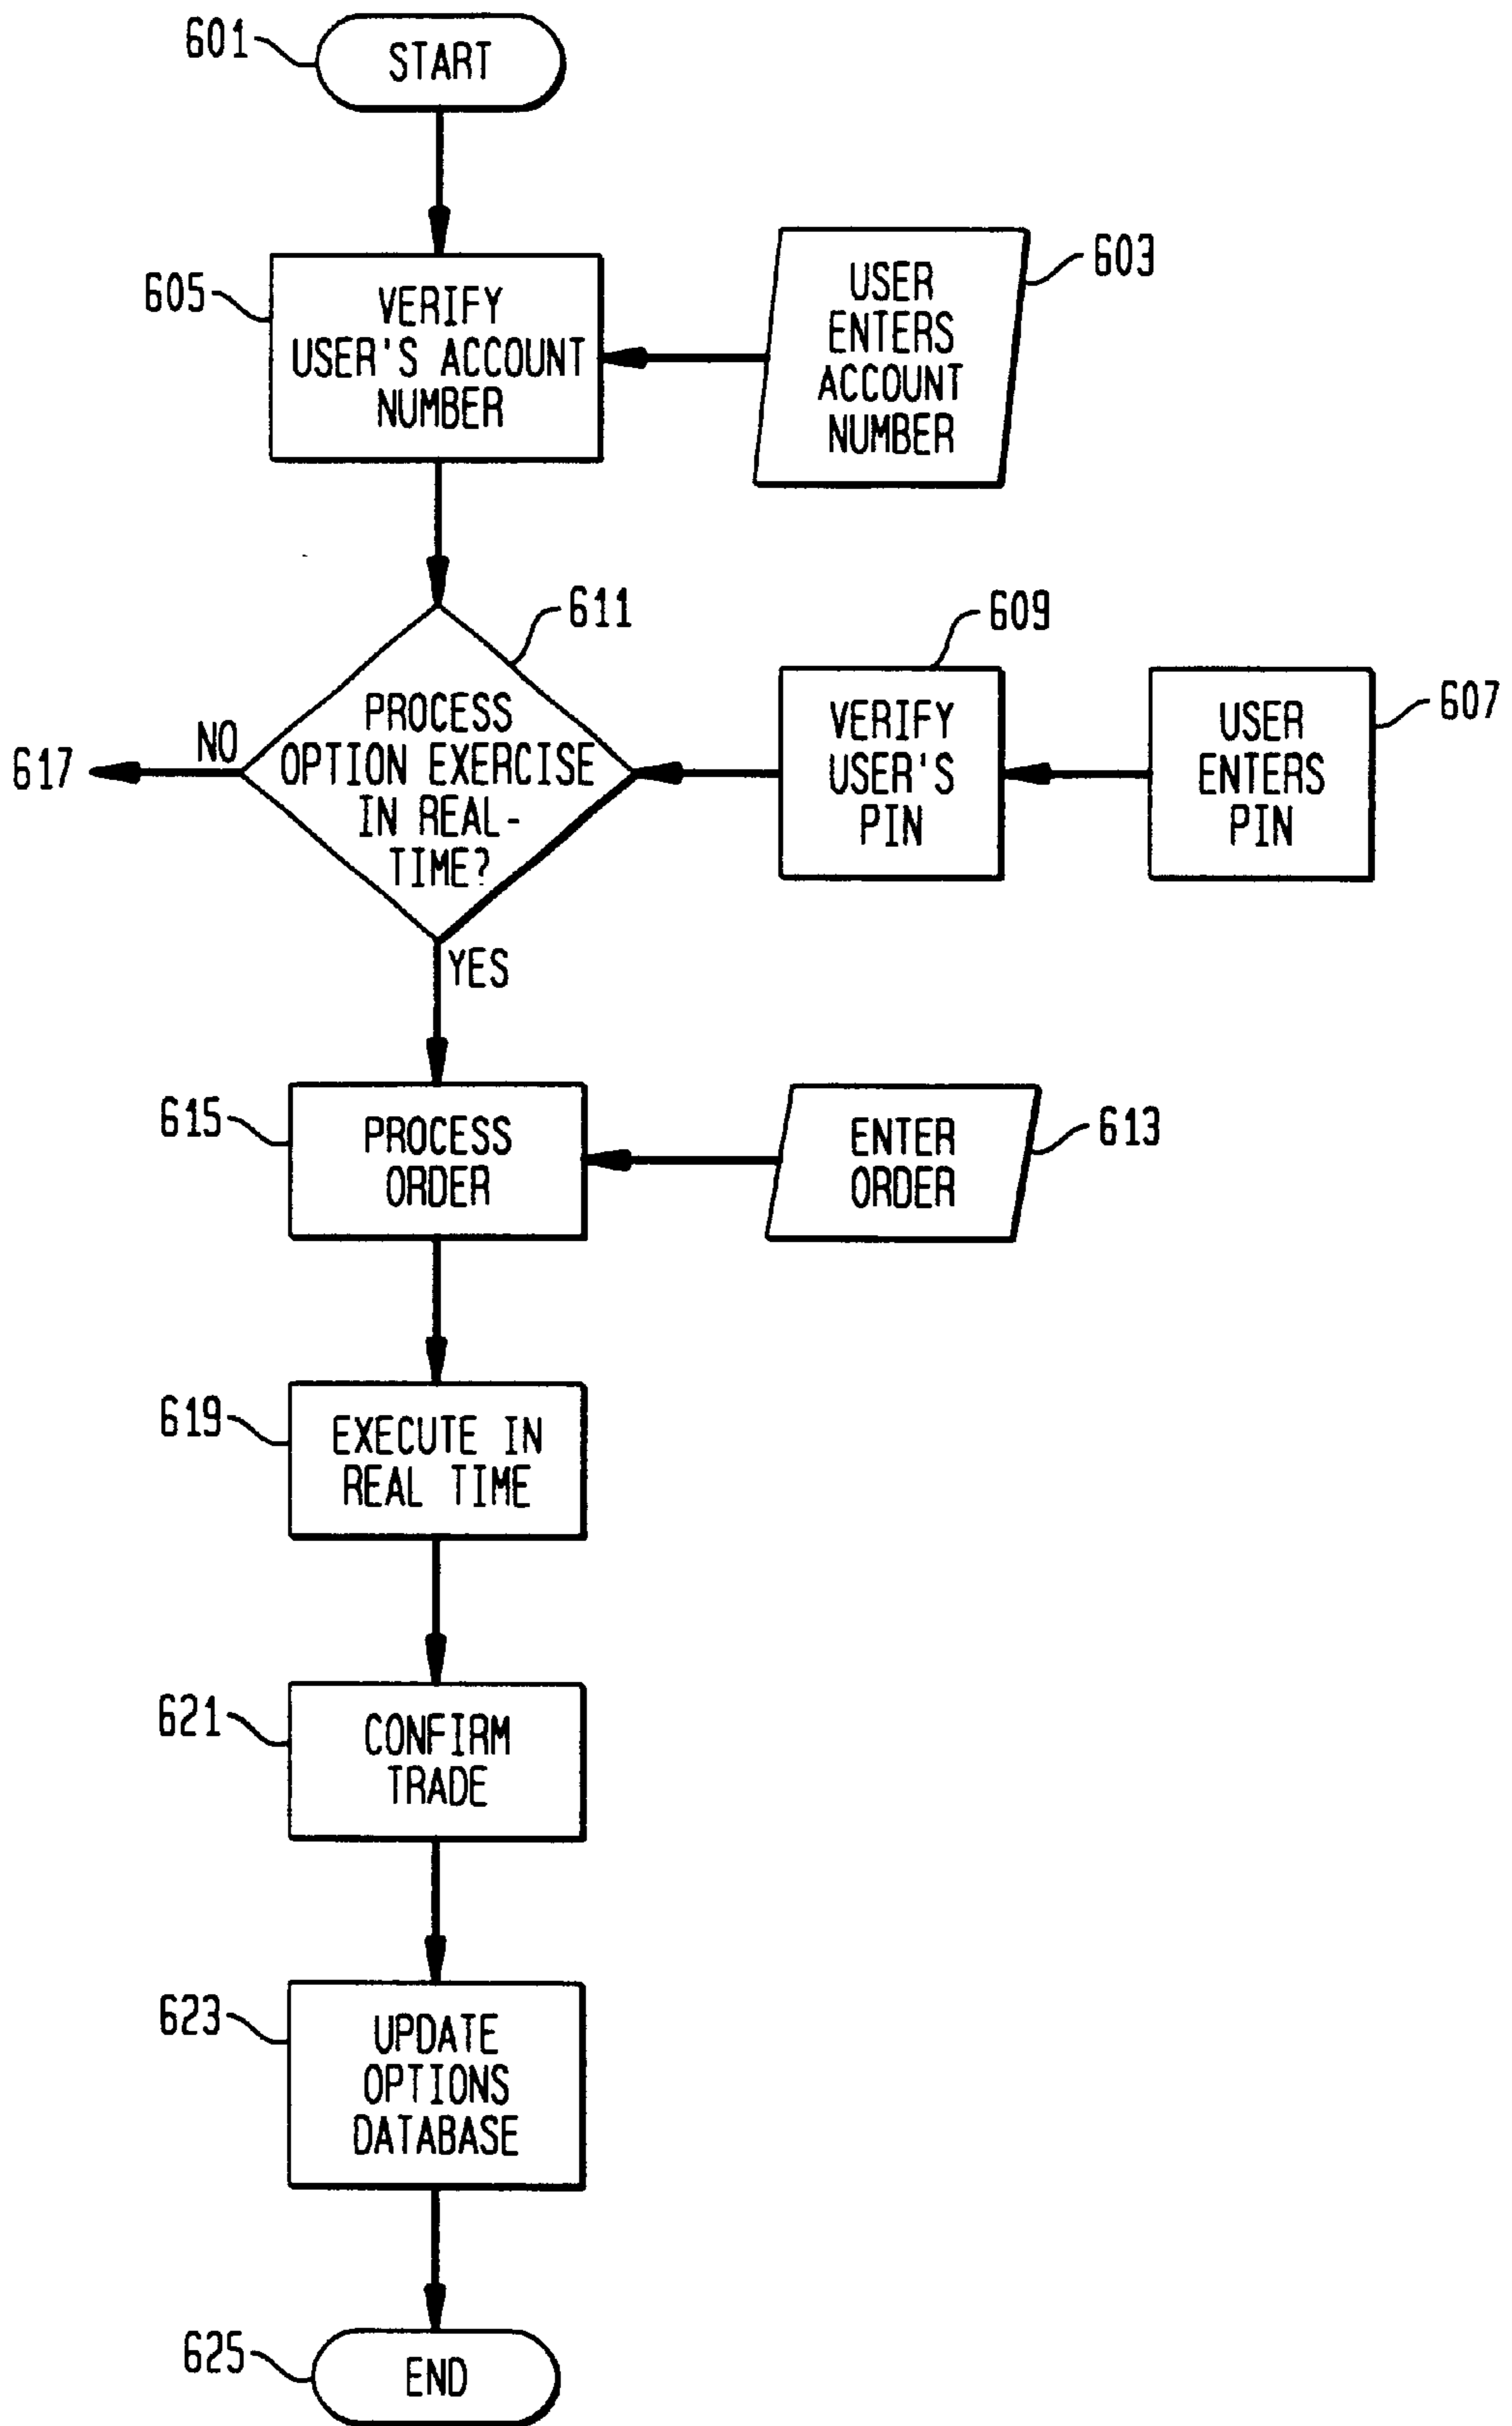 601
START
605
VERIFY
USER'S ACCOUNT
NUMBER
603
USER
ENTERS
ACCOUNT
NUMBER
611
PROCESS
OPTION EXERCISE
IN REAL-
TIME?
NO
617
609
VERIFY
USER'S
PIN
607
USER
ENTERS
PIN
YES
615
PROCESS
ORDER
613
ENTER
ORDER
619
EXECUTE IN
REAL TIME
621
CONFIRM
TRADE
623
UPDATE
OPTIONS
DATABASE
625
END